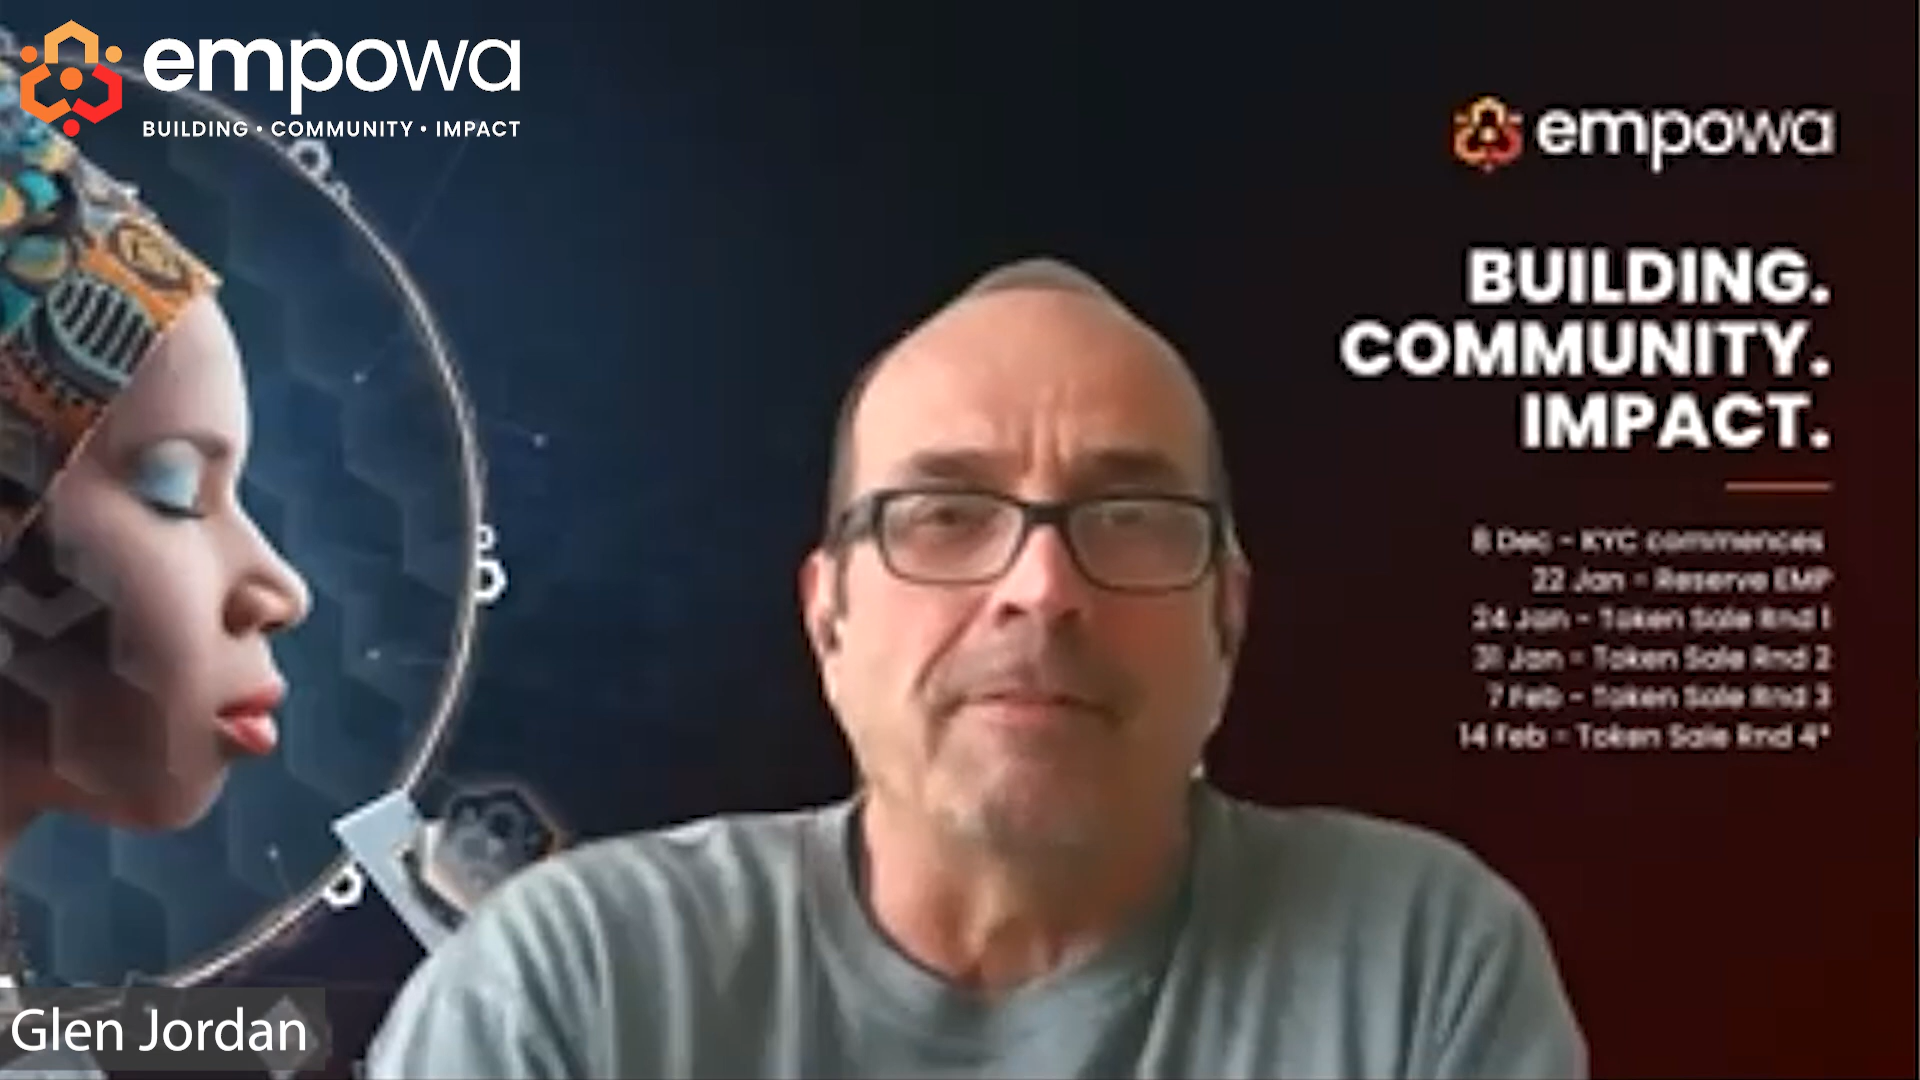 empowa
BUILDING • COMMUNITY • IMPACT
empowa
BUILDING.
COMMUNITY.
IMPACT.
8 Dec - KYC commences
22 Jan - Reserve EMP
24 Jan - Token Sale Rnd 1
31 Jan - Token Sale Rnd 2
7 Feb - Token Sale Rnd 3
14 Feb - Token Sale Rnd 4*
Glen Jordan